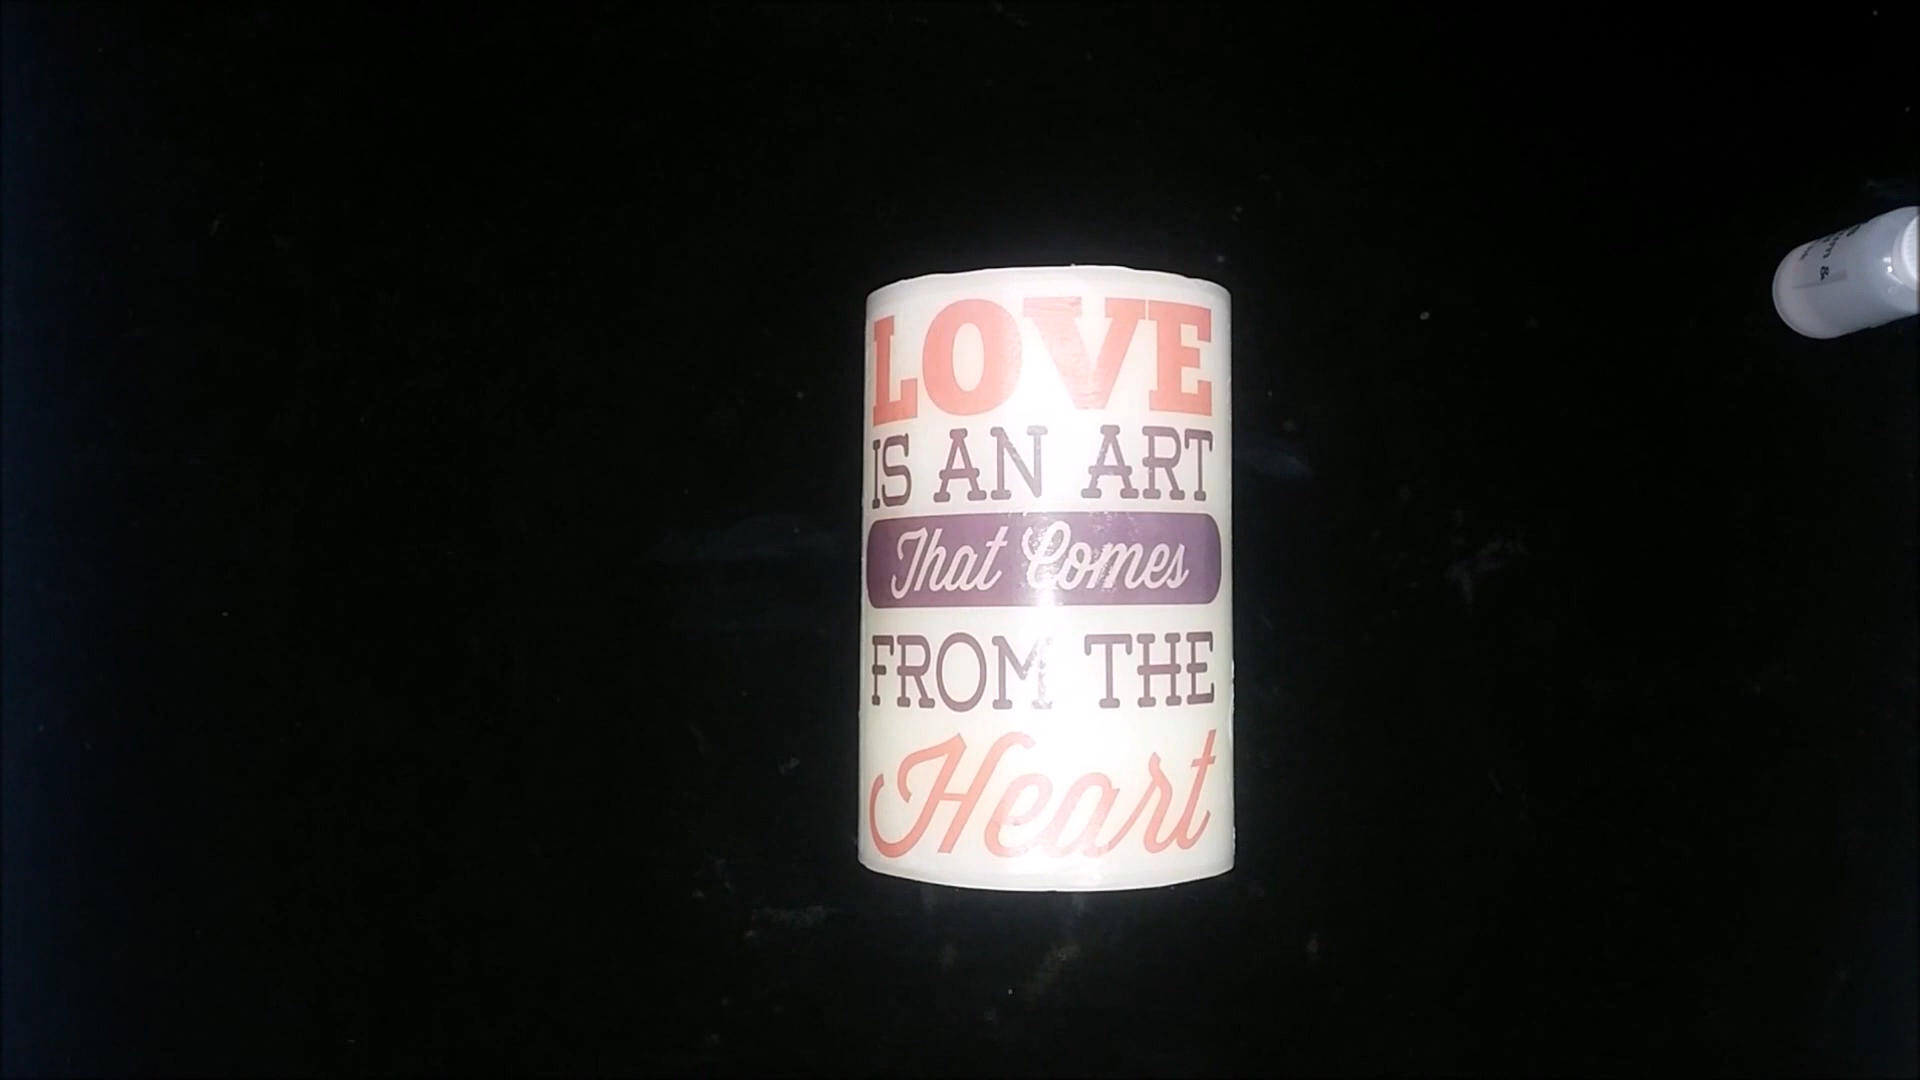 LOVE
IS AN ART
That Comes
FROM THE
Heart